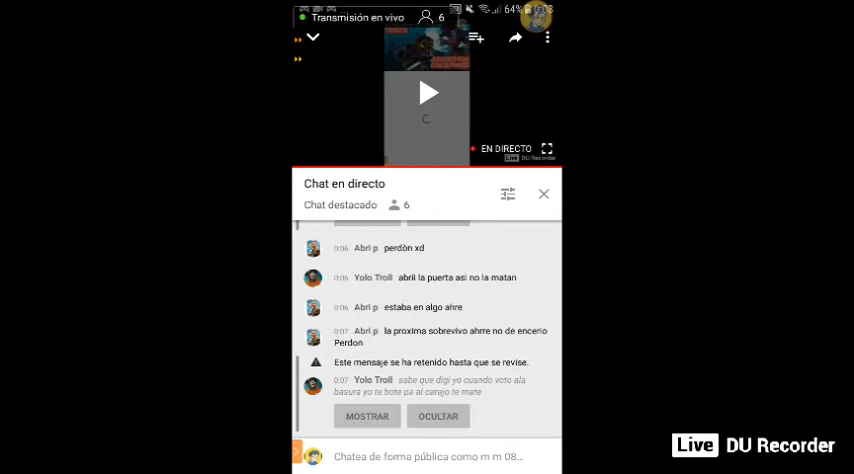 Transmisión en vivo 6 64% 0:08
EN DIRECTO
Live DU Recorder
Chat en directo
Chat destacado 6
0:06 Abri p perdòn xd
0:06 Yolo Troll abrii la puerta asi no la matan
0:06 Abri p estaba en algo ahre
0:07 Abri p la proxima sobrevivo ahrre no de encerio
Perdon
Este mensaje se ha retenido hasta que se revise.
0:07 Yolo Troll sabe que digi yo cuando voto ala
basura yo te bote pa al carajo te mate
MOSTRAR OCULTAR
Chatea de forma pública como m m 08...
Live DU Recorder